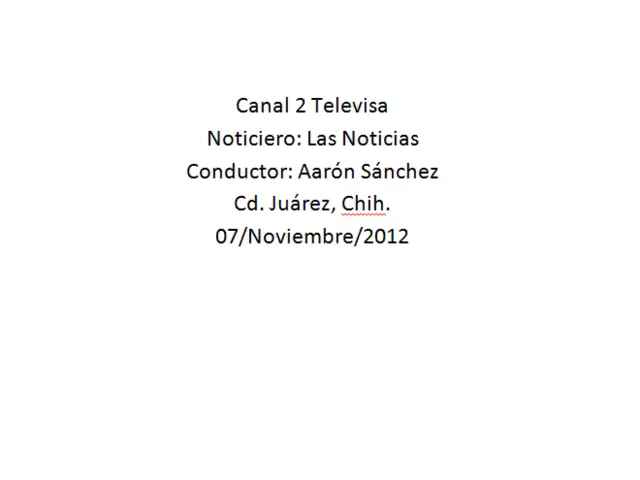 Canal 2 Televisa
Noticiero: Las Noticias
Conductor: Aarón Sánchez
Cd. Juárez, Chih.
07/Noviembre/2012